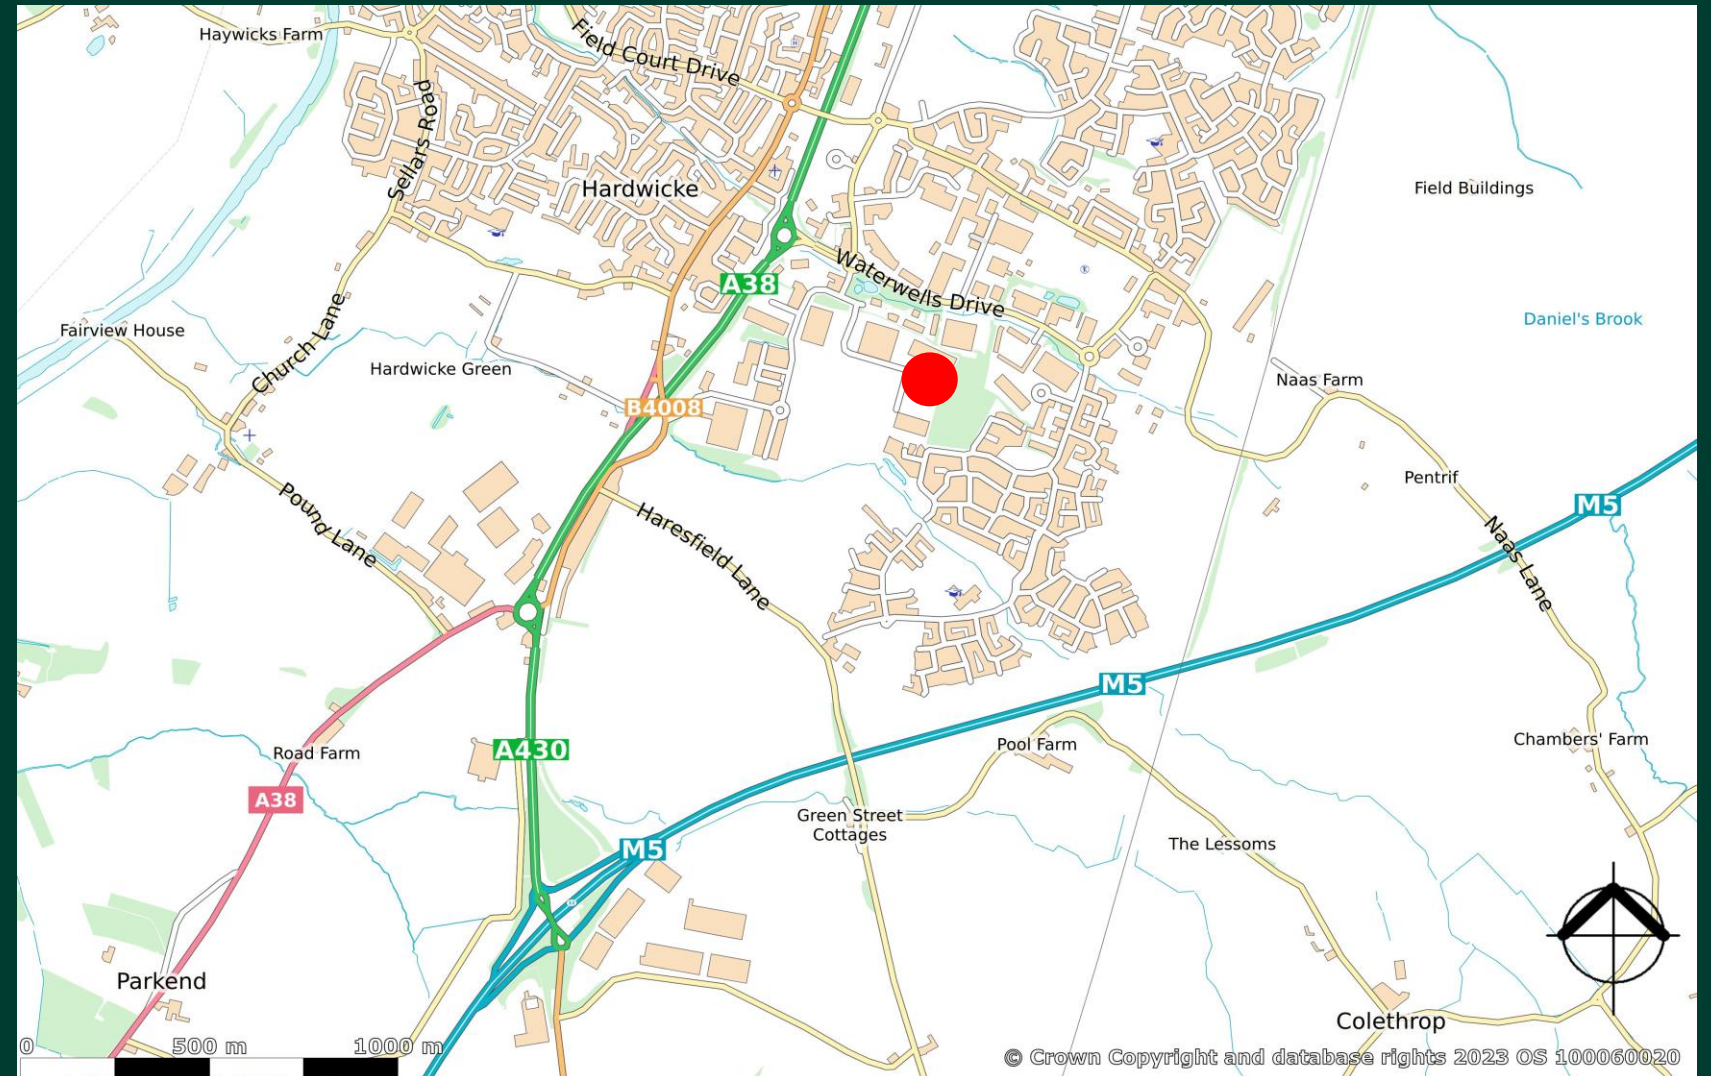 Haywicks Farm
Field Court Drive
Sellars Road
Hardwicke
Field Buildings
A38
Waterwells Drive
Fairview House
Church Lane
Daniel's Brook
Hardwicke Green
Naas Farm
B4008
Pentrif
Pound Lane
Haresfield Lane
M5
Naas Lane
M5
Road Farm
A430
Pool Farm
Chambers' Farm
A38
Green Street
Cottages
M5
The Lessoms
Parkend
Colethrop
0 500 m 1000 m
© Crown Copyright and database rights 2023 OS 100060020